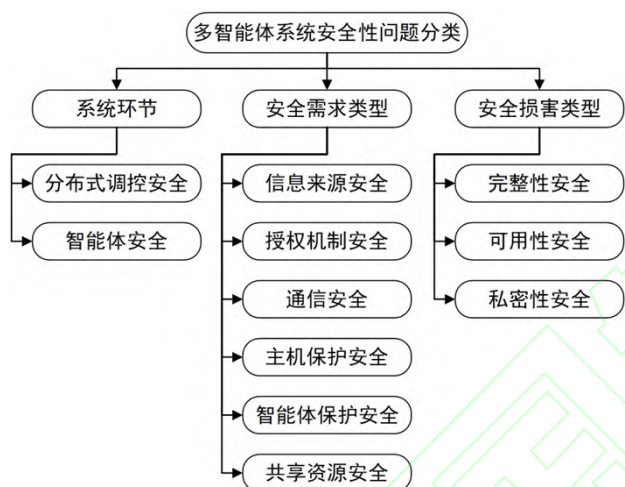 多智能体系统安全性问题分类
系统环节
分布式调控安全
智能体安全
安全需求类型
信息来源安全
授权机制安全
通信安全
主机保护安全
智能体保护安全
共享资源安全
安全损害类型
完整性安全
可用性安全
私密性安全